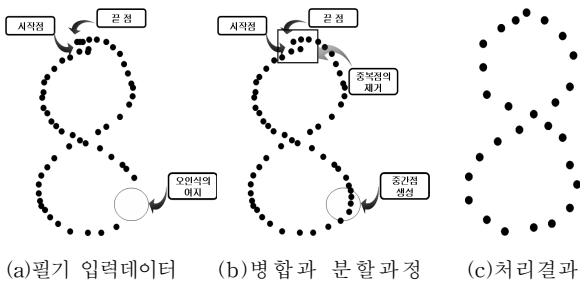 끝 점
시작점
오인식의
여지
끝 점
시작점
중복점의
제거
중간점
생성
(a)필기 입력데이터
(b)병합과 분할과정
(c)처리결과